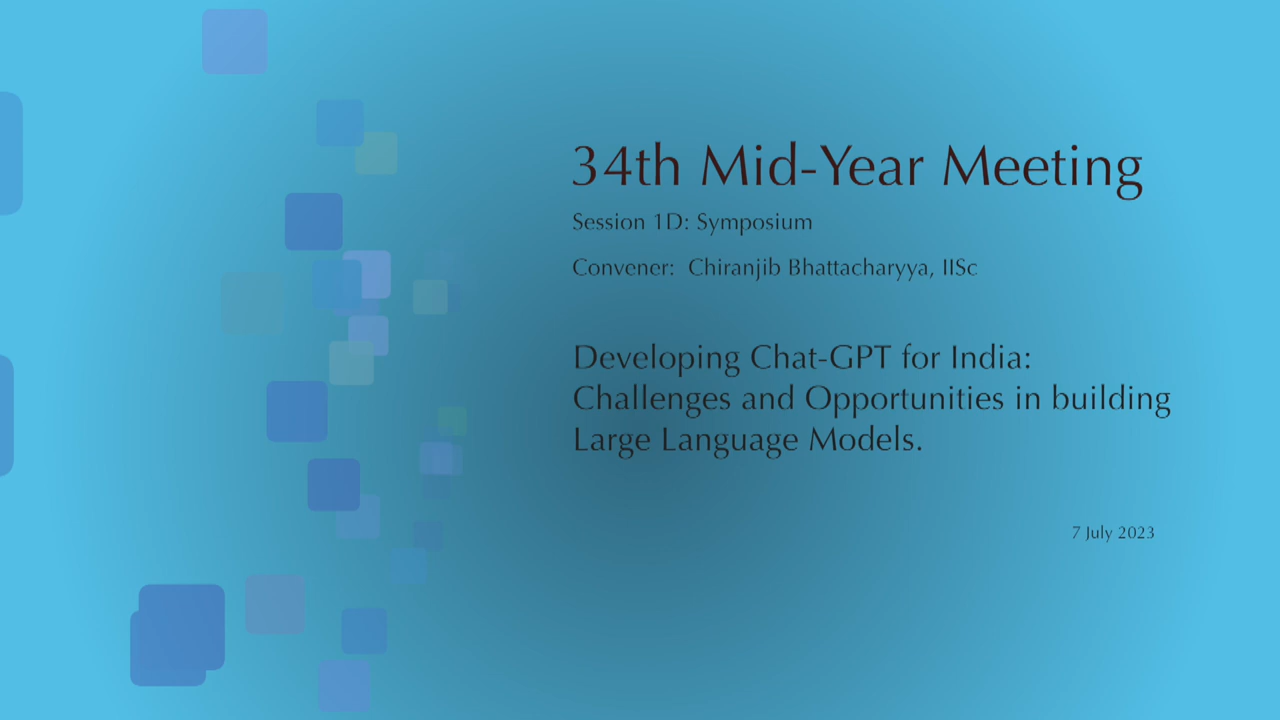 34th Mid-Year Meeting
Session 1D: Symposium
Convener: Chiranjib Bhattacharyya, IISc
Developing Chat-GPT for India:
Challenges and Opportunities in building
Large Language Models.
7 July 2023